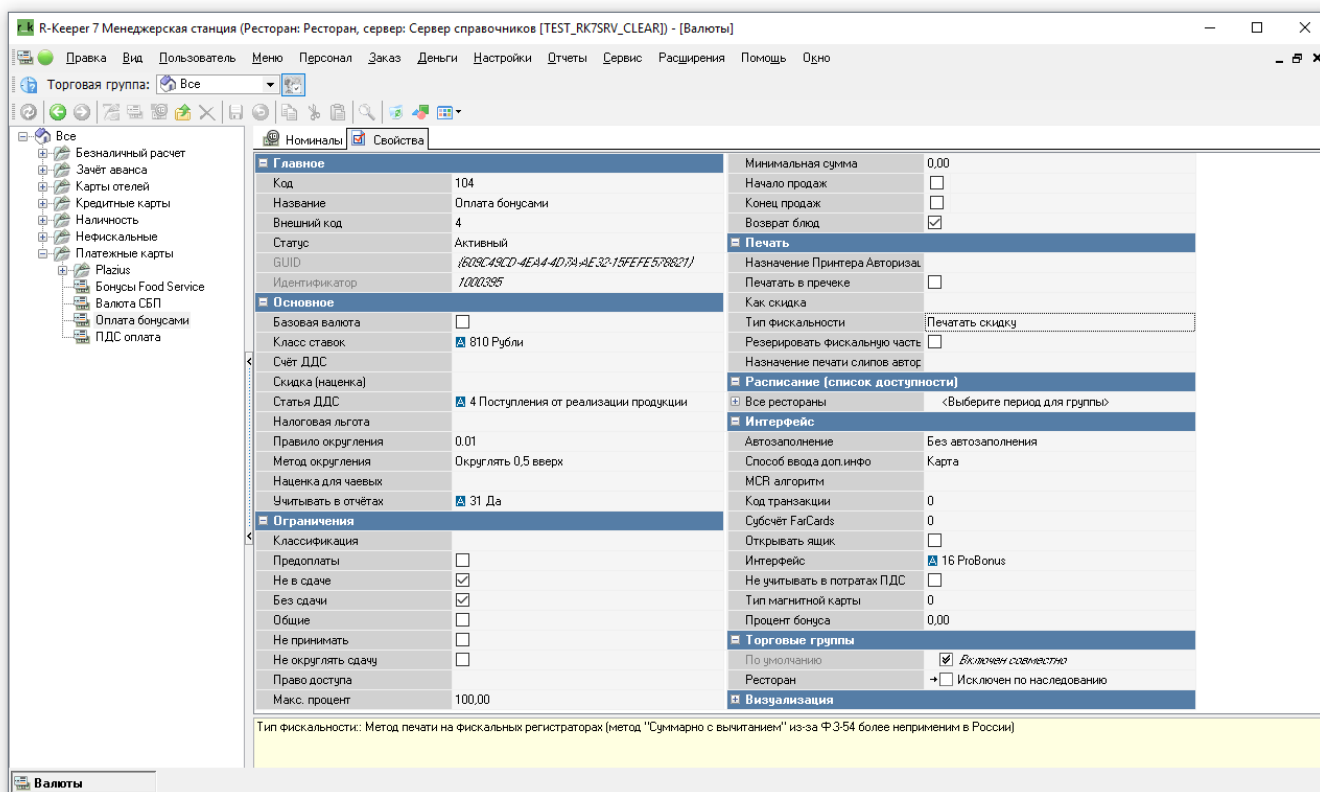 R-Keeper 7 Менеджерская станция (Ресторан: Ресторан, сервер: Сервер справочников [TEST_RK7SRV_CLEAR]) - [Валюты]
Правка Вид Пользователь Меню Персонал Заказ Деньги Настройки Отчеты Сервис Расширения Помощь Окно
Торговая группа: Все
Все
Безналичный расчет
Зачёт аванса
Карты отелей
Кредитные карты
Наличность
Нефискальные
Платежные карты
Plazius
Бонусы Food Service
Валюта СБП
Оплата бонусами
ПДС оплата
Номиналы Свойства
Главное
Код 104
Название Оплата бонусами
Внешний код 4
Статус Активный
GUID {609C49CD-4EA4-4D7A-AE32-15FEFE578821}
Идентификатор 1000395
Основное
Базовая валюта
Класс ставок 810 Рубли
Счёт ДДС
Скидка (наценка)
Статья ДДС 4 Поступления от реализации продукции
Налоговая льгота
Правило округления 0.01
Метод округления Округлять 0,5 вверх
Наценка для чаевых
Учитывать в отчётах 31 Да
Ограничения
Классификация
Предоплаты
Не в сдаче
Без сдачи
Общие
Не принимать
Не округлять сдачу
Право доступа
Макс. процент 100,00
Минимальная сумма 0,00
Начало продаж
Конец продаж
Возврат блюд
Печать
Назначение Принтера Авторизац
Печатать в пречеке
Как скидка
Тип фискальности Печатать скидку
Резерировать фискальную часть
Назначение печати слипов автор
Расписание (список доступности)
Все рестораны <Выберите период для группы>
Интерфейс
Автозаполнение Без автозаполнения
Способ ввода доп.инфо Карта
MCR алгоритм
Код транзакции 0
Субсчёт FarCards 0
Открывать ящик
Интерфейс 16 ProBonus
Не учитывать в потратах ПДС
Тип магнитной карты 0
Процент бонуса 0,00
Торговые группы
По умолчанию Включен совместно
Ресторан Исключен по наследованию
Визуализация
Тип фискальности:: Метод печати на фискальных регистраторах (метод "Суммарно с вычитанием" из-за ФЗ-54 более неприменим в России)
Валюты